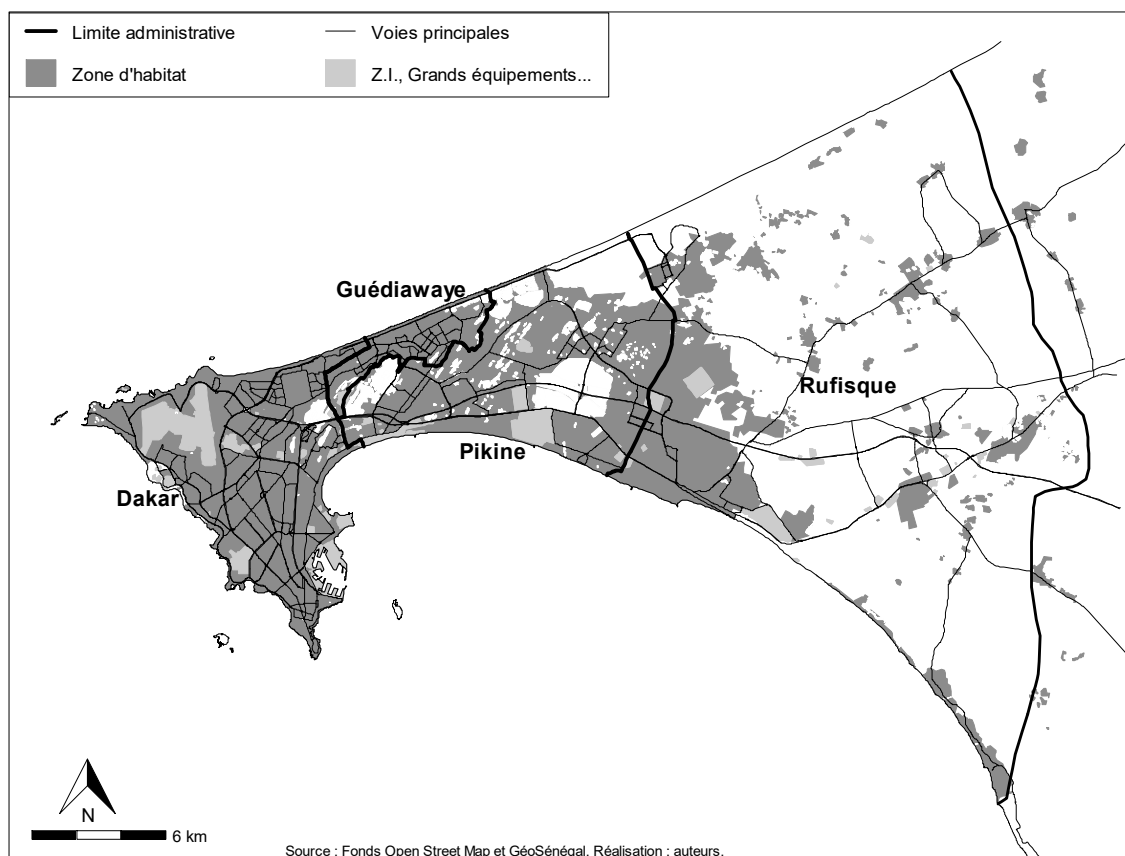 Limite administrative
Voies principales
Zone d'habitat
Z.I., Grands équipements...
Guédiawaye
Rufisque
Pikine
Dakar
N
6 km
Source : Fonds Open Street Map et GéoSénégal. Réalisation : auteurs.